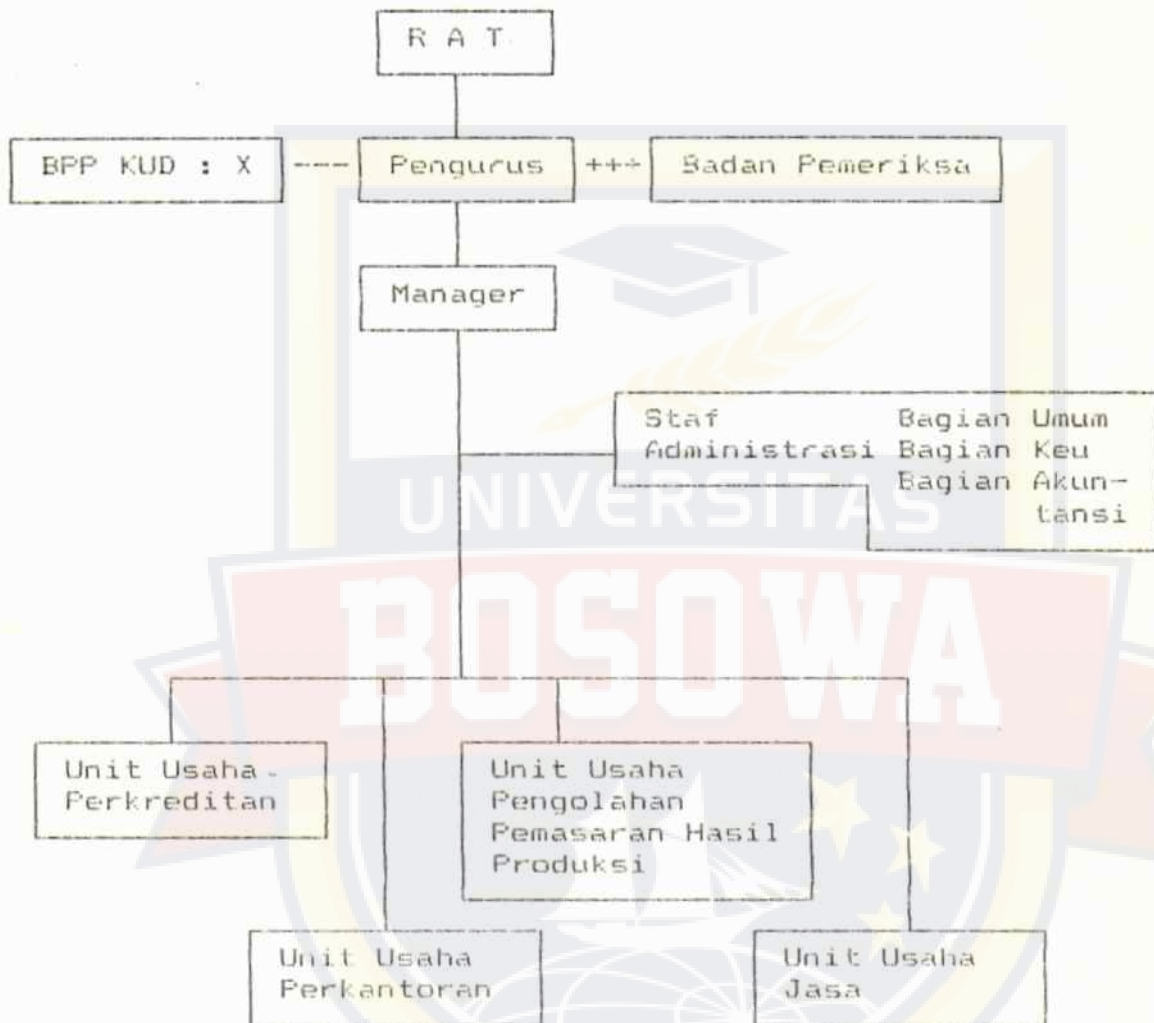 R A T
BPP KUD : X --- Pengurus +++ Badan Pemeriksa
Manager
Staf Bagian Umum
Administrasi Bagian Keu
Bagian Akun-
tansi
UNIVERSITAS
BOSOWA
Unit Usaha
Perkreditan
Unit Usaha
Pengolahan
Pemasaran Hasil
Produksi
Unit Usaha
Perkantoran
Unit Usaha
Jasa